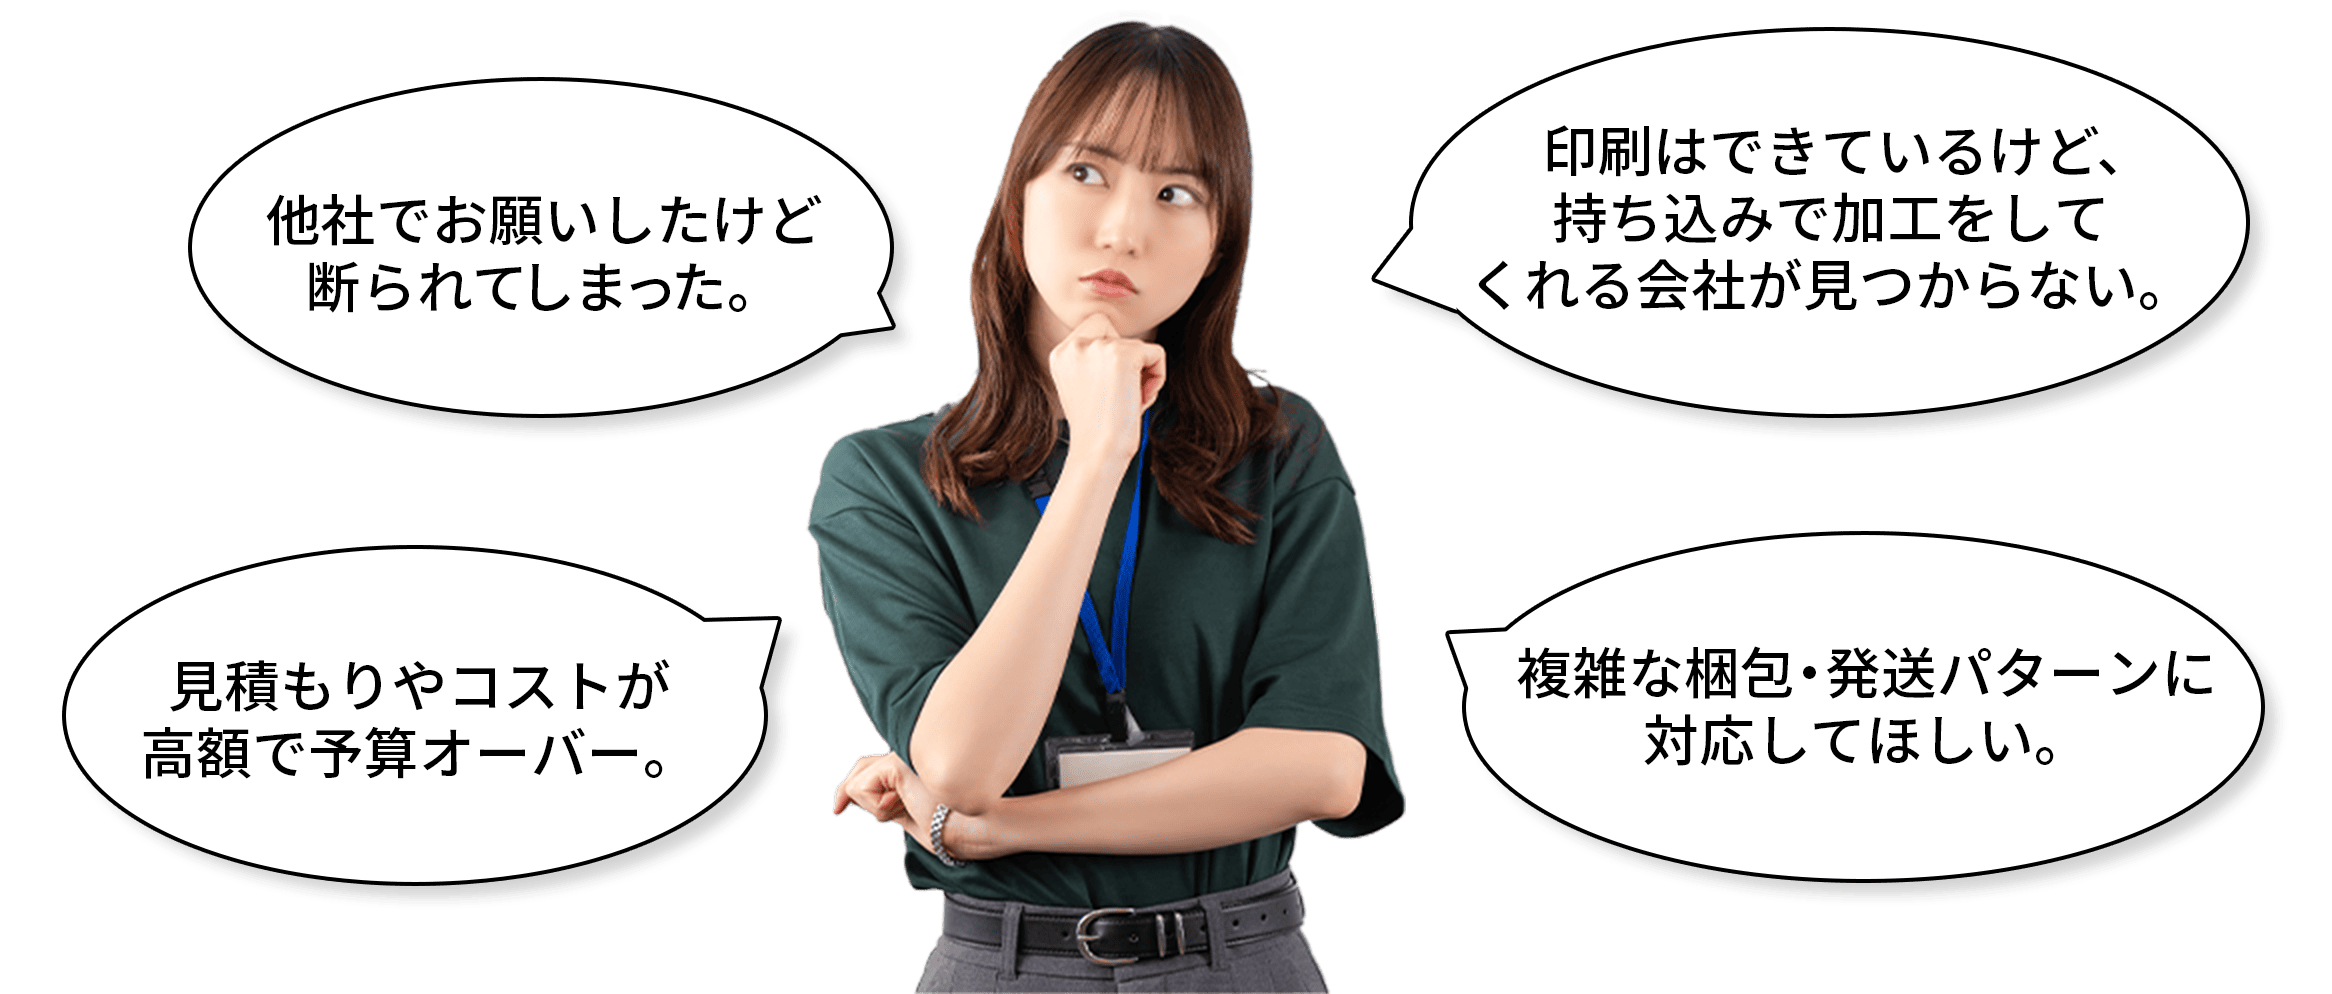 他社でお願いしたけど
断られてしまった。
印刷はできているけど、
持ち込みで加工をして
くれる会社が見つからない。
見積もりやコストが
高額で予算オーバー。
複雑な梱包・発送パターンに
対応してほしい。